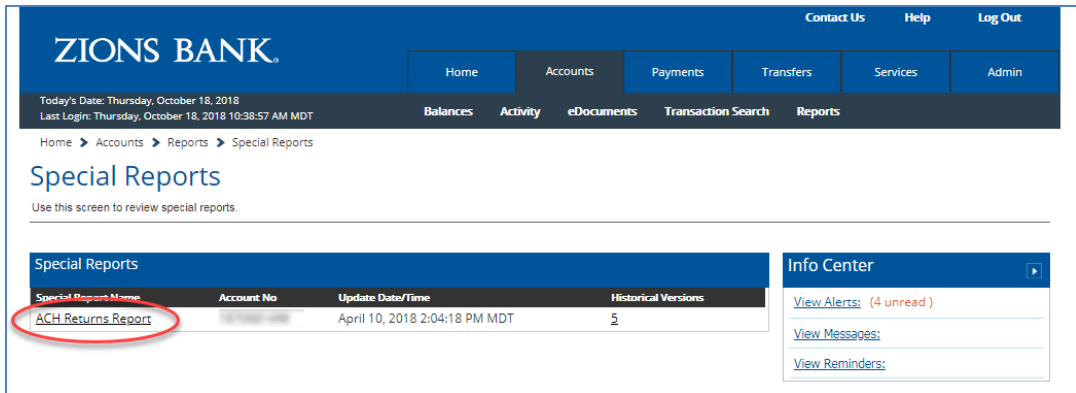 Contact Us Help Log Out
ZIONS BANK.
Home Accounts Payments Transfers Services Admin
Today's Date: Thursday, October 18, 2018
Last Login: Thursday, October 18, 2018 10:38:57 AM MDT
Balances Activity eDocuments Transaction Search Reports
Home > Accounts > Reports > Special Reports
Special Reports
Use this screen to review special reports.
Special Reports
Special Report Name Account No Update Date/Time Historical Versions
ACH Returns Report April 10, 2018 2:04:18 PM MDT 5
Info Center
View Alerts: (4 unread )
View Messages:
View Reminders: